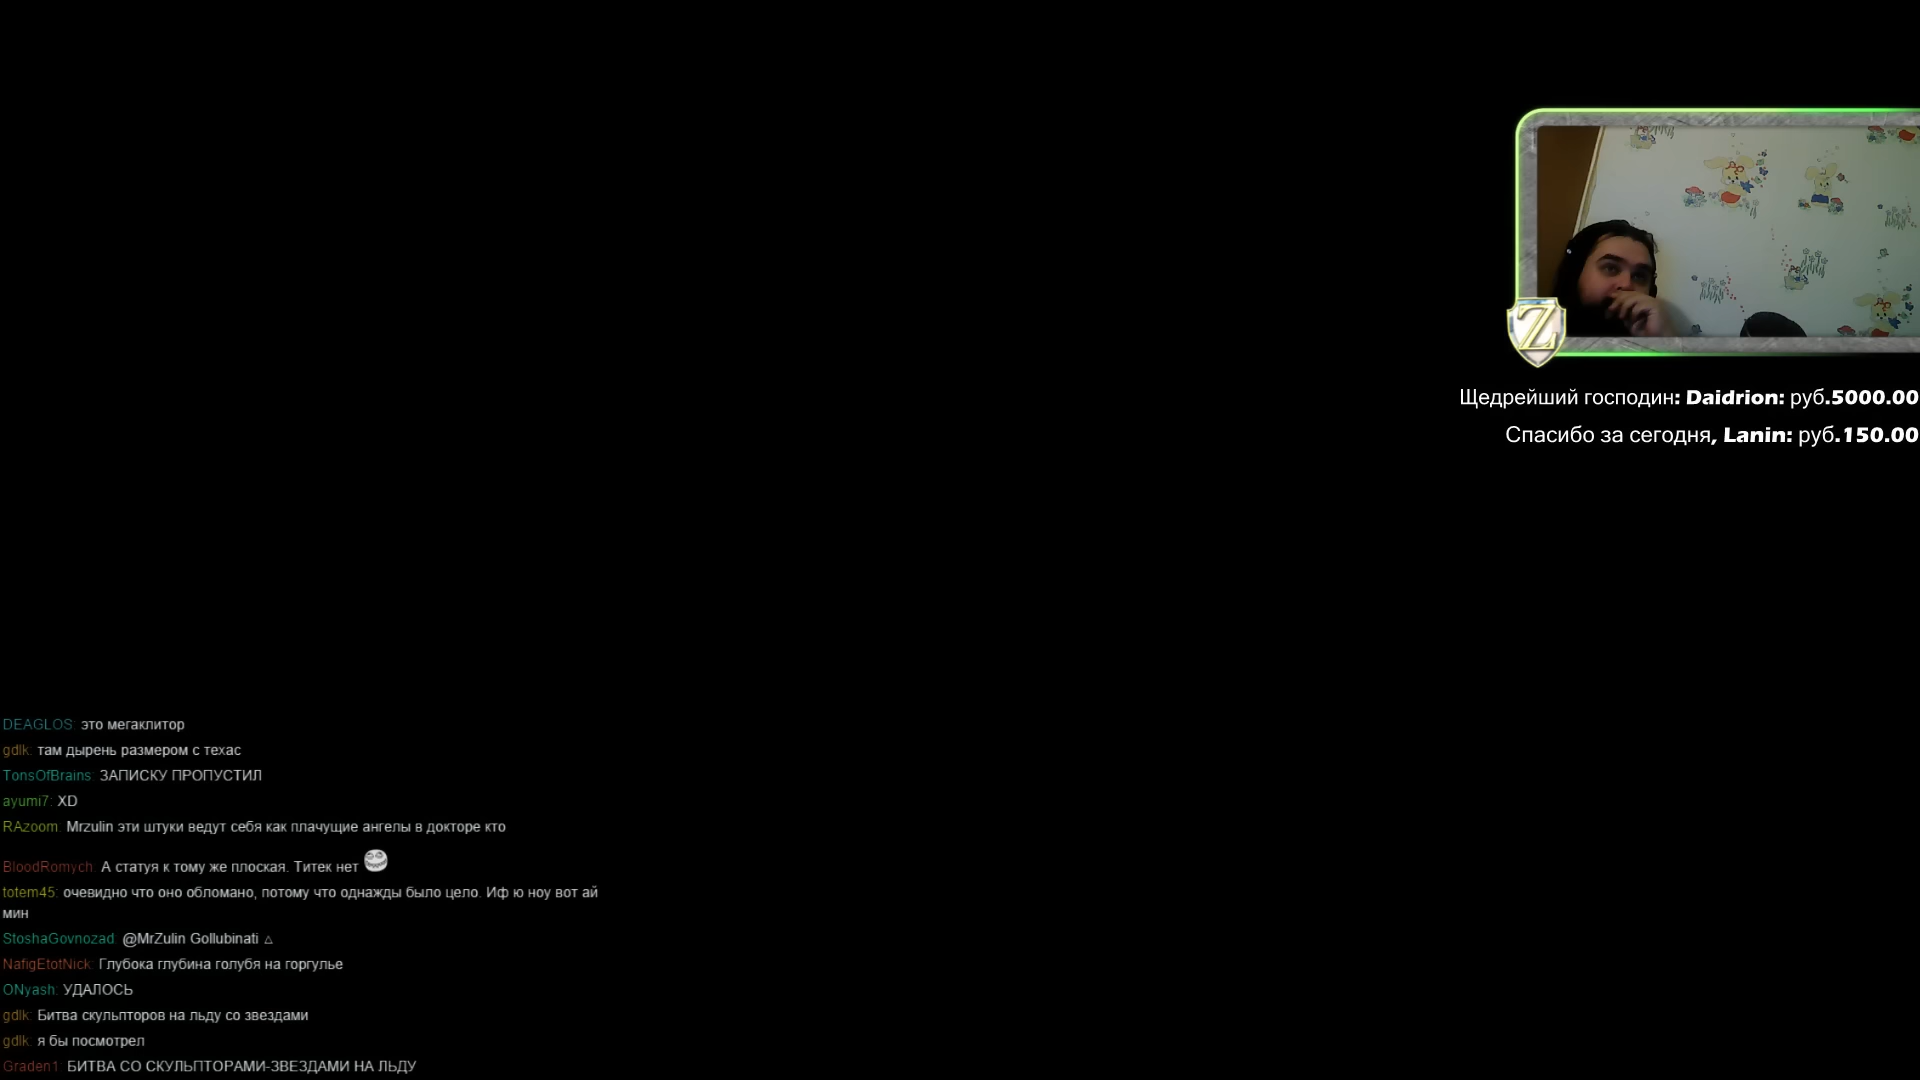 Z
Щедрейший господин: Daidrion: руб.5000.00
Спасибо за сегодня, Lanin: руб.150.00
DEAGLOS: это мегаклитор
gdlk: там дырень размером с техас
TonsOfBrains: ЗАПИСКУ ПРОПУСТИЛ
ayumi7: XD
RAzoom: Mrzulin эти штуки ведут себя как плачущие ангелы в докторе кто
BloodRomych: А статуя к тому же плоская. Титек нет
totem45: очевидно что оно обломано, потому что однажды было цело. Иф ю ноу вот ай
мин
StoshaGovnozad: @MrZulin Gollubinati △
NafigEtotNick: Глубока глубина голубя на горгулье
ONyash: УДАЛОСЬ
gdlk: Битва скульпторов на льду со звездами
gdlk: я бы посмотрел
Graden1: БИТВА СО СКУЛЬПТОРАМИ-ЗВЕЗДАМИ НА ЛЬДУ